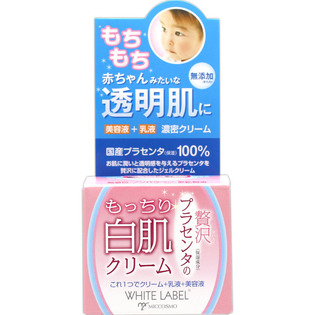 もち
もち
赤ちゃんみたいな
透明肌に
無添加
美容液＋乳液 濃密クリーム
国産プラセンタ(保湿)100%
お肌に潤いと透明感を与えるプラセンタを
贅沢に配合したジェルクリーム
贅沢
プラセンタの
もっちり
白肌
クリーム
これ1つでクリーム+乳液+美容液
WHITE LABEL
MICCOSMO